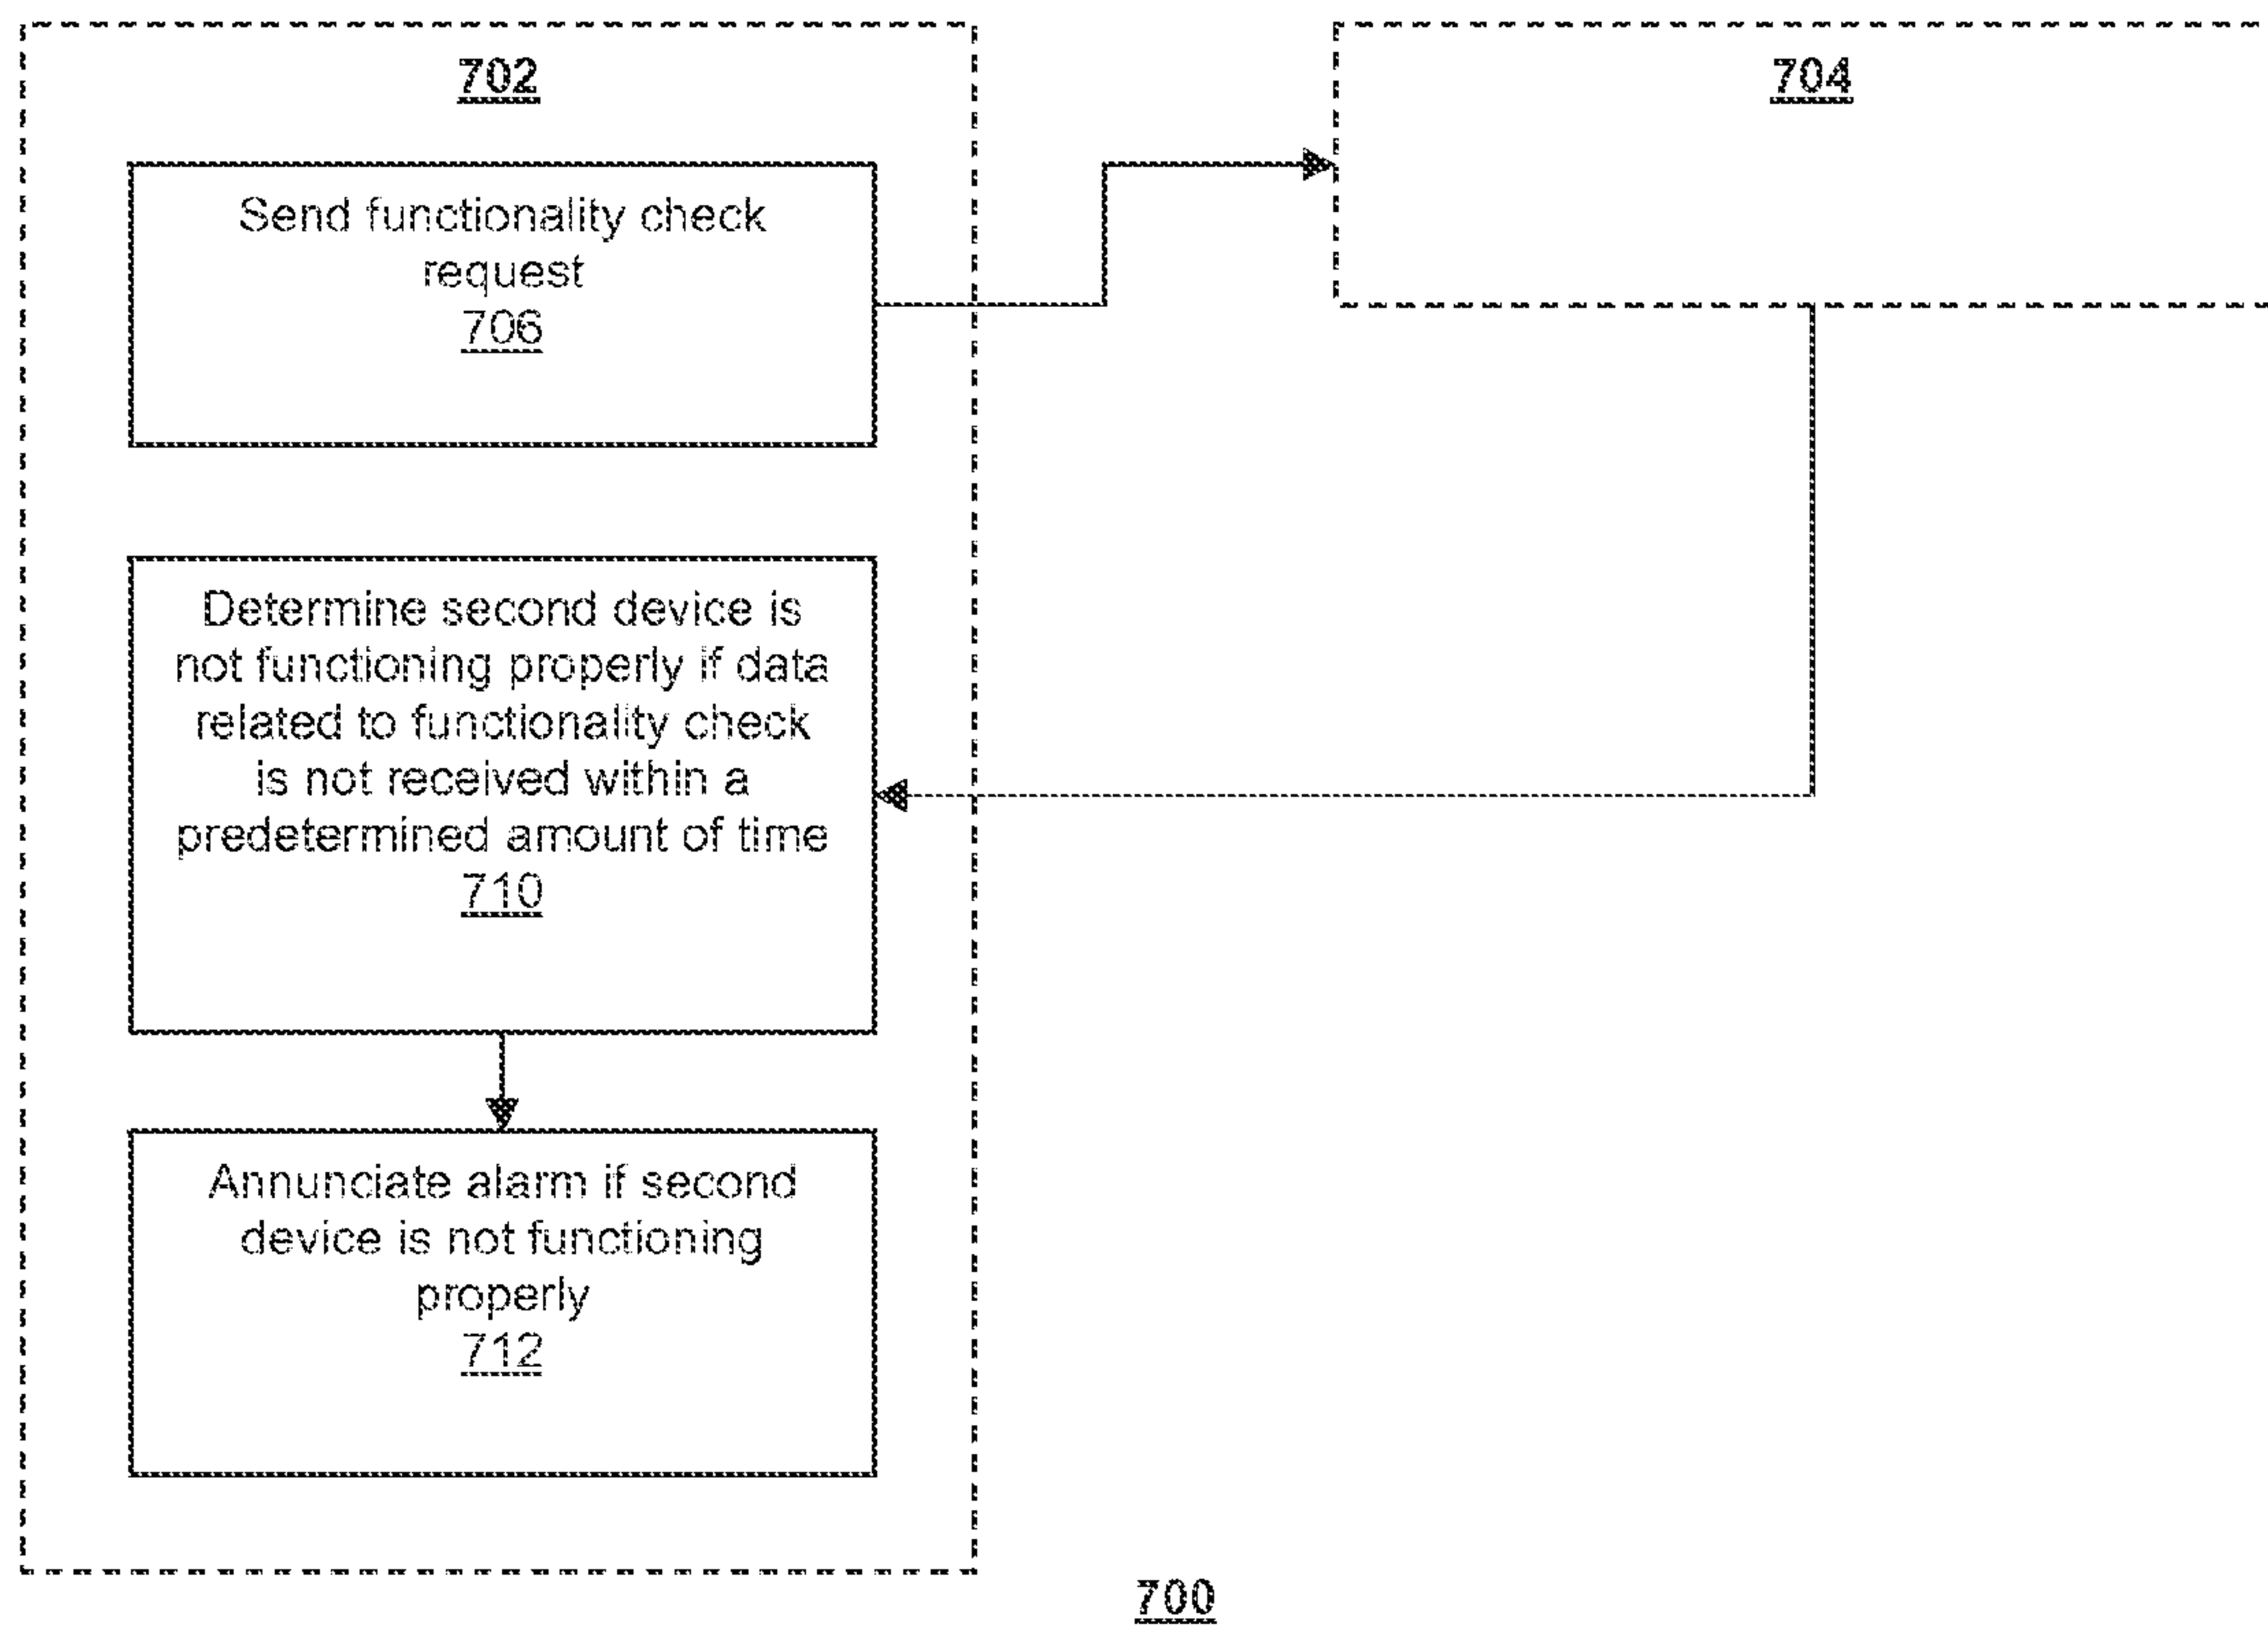 702
Send functionality check
request
706
Determine second device is
not functioning properly if data
related to functionality check
is not received within a
predetermined amount of time
710
Annunciate alarm if second
device is not functioning
properly
712
704
700